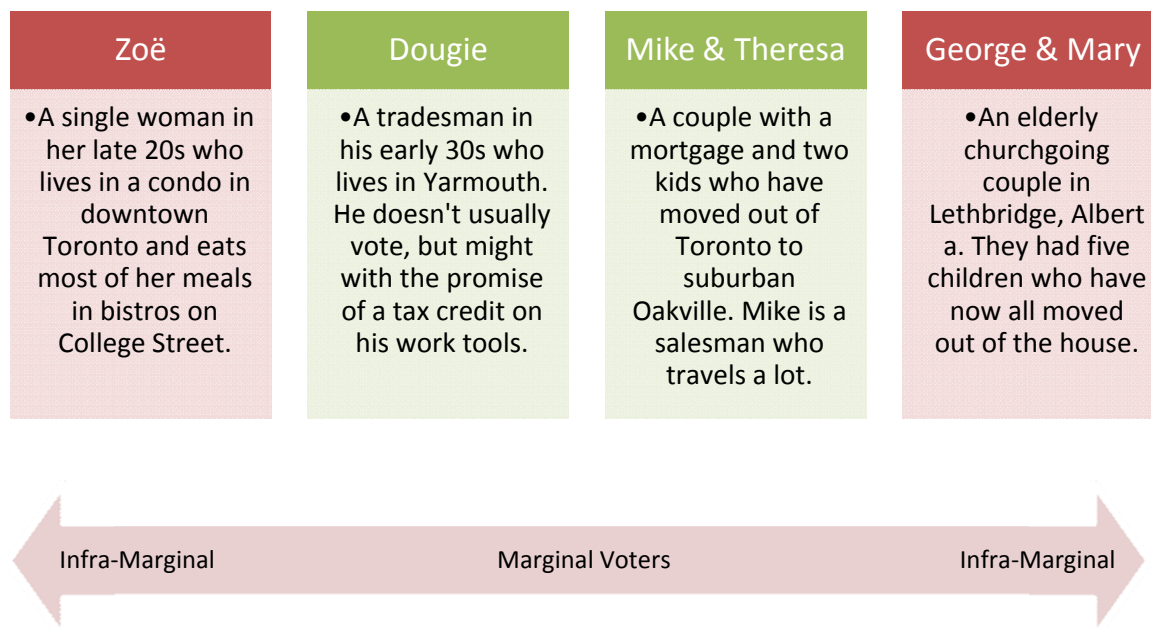 Zoë
•A single woman in
her late 20s who
lives in a condo in
downtown
Toronto and eats
most of her meals
in bistros on
College Street.
Dougie
•A tradesman in
his early 30s who
lives in Yarmouth.
He doesn't usually
vote, but might
with the promise
of a tax credit on
his work tools.
Mike & Theresa
•A couple with a
mortgage and two
kids who have
moved out of
Toronto to
suburban
Oakville. Mike is a
salesman who
travels a lot.
George & Mary
•An elderly
churchgoing
couple in
Lethbridge, Albert
a. They had five
children who have
now all moved
out of the house.
Infra-Marginal
Marginal Voters
Infra-Marginal